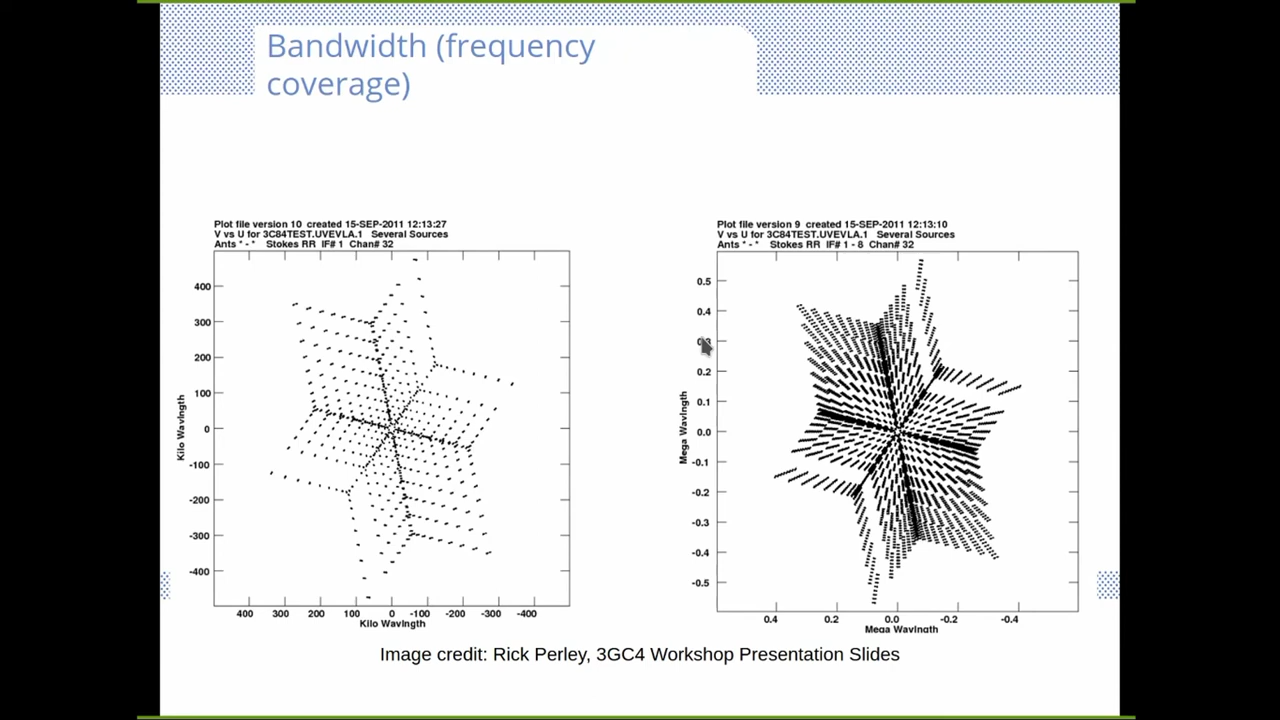 Bandwidth (frequency
coverage)
Plot file version 10 created 15-SEP-2011 12:13:27
V vs U for 3C84TEST.UVEVLA.1 Several Sources
Ants * - * Stokes RR IF# 1 Chan# 32
400
300
200
100
0
-100
-200
-300
-400
Kilo Wavlngth
400 300 200 100 0 -100 -200 -300 -400
Kilo Wavlngth
Plot file version 9 created 15-SEP-2011 12:13:10
V vs U for 3C84TEST.UVEVLA.1 Several Sources
Ants * - * Stokes RR IF# 1 - 8 Chan# 32
0.5
0.4
0.3
0.2
0.1
0.0
-0.1
-0.2
-0.3
-0.4
-0.5
Mega Wavlngth
0.4 0.2 0.0 -0.2 -0.4
Mega Wavlngth
Image credit: Rick Perley, 3GC4 Workshop Presentation Slides